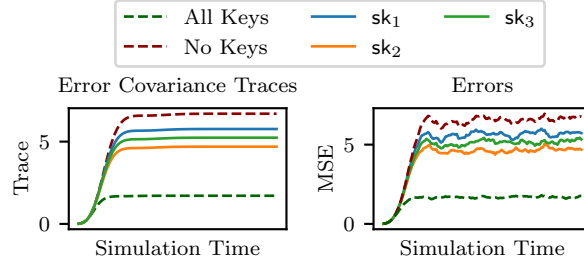 All Keys
sk₁
sk₃
No Keys
sk₂
Error Covariance Traces
Errors
Trace
5
0
Simulation Time
MSE
5
0
Simulation Time